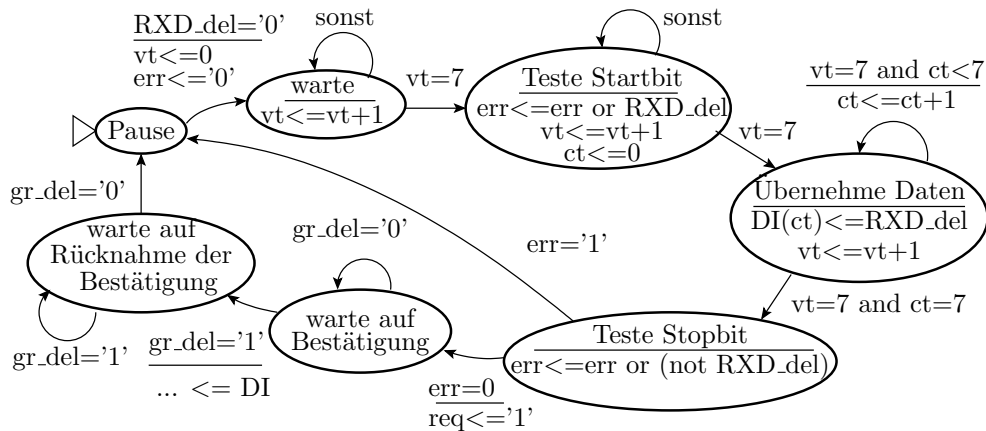 RXD_del='0'
vt<=0
err<='0'
sonst
warte
vt<=vt+1
vt=7
sonst
Teste Startbit
err<=err or RXD_del
vt<=vt+1
ct<=0
vt=7
vt=7 and ct<7
ct<=ct+1
Übernehme Daten
DI(ct)<=RXD_del
vt<=vt+1
vt=7 and ct=7
Teste Stopbit
err<=err or (not RXD_del)
err='1'
err=0
req<='1'
warte auf
Bestätigung
gr_del='0'
gr_del='1'
... <= DI
warte auf
Rücknahme der
Bestätigung
gr_del='1'
gr_del='0'
Pause